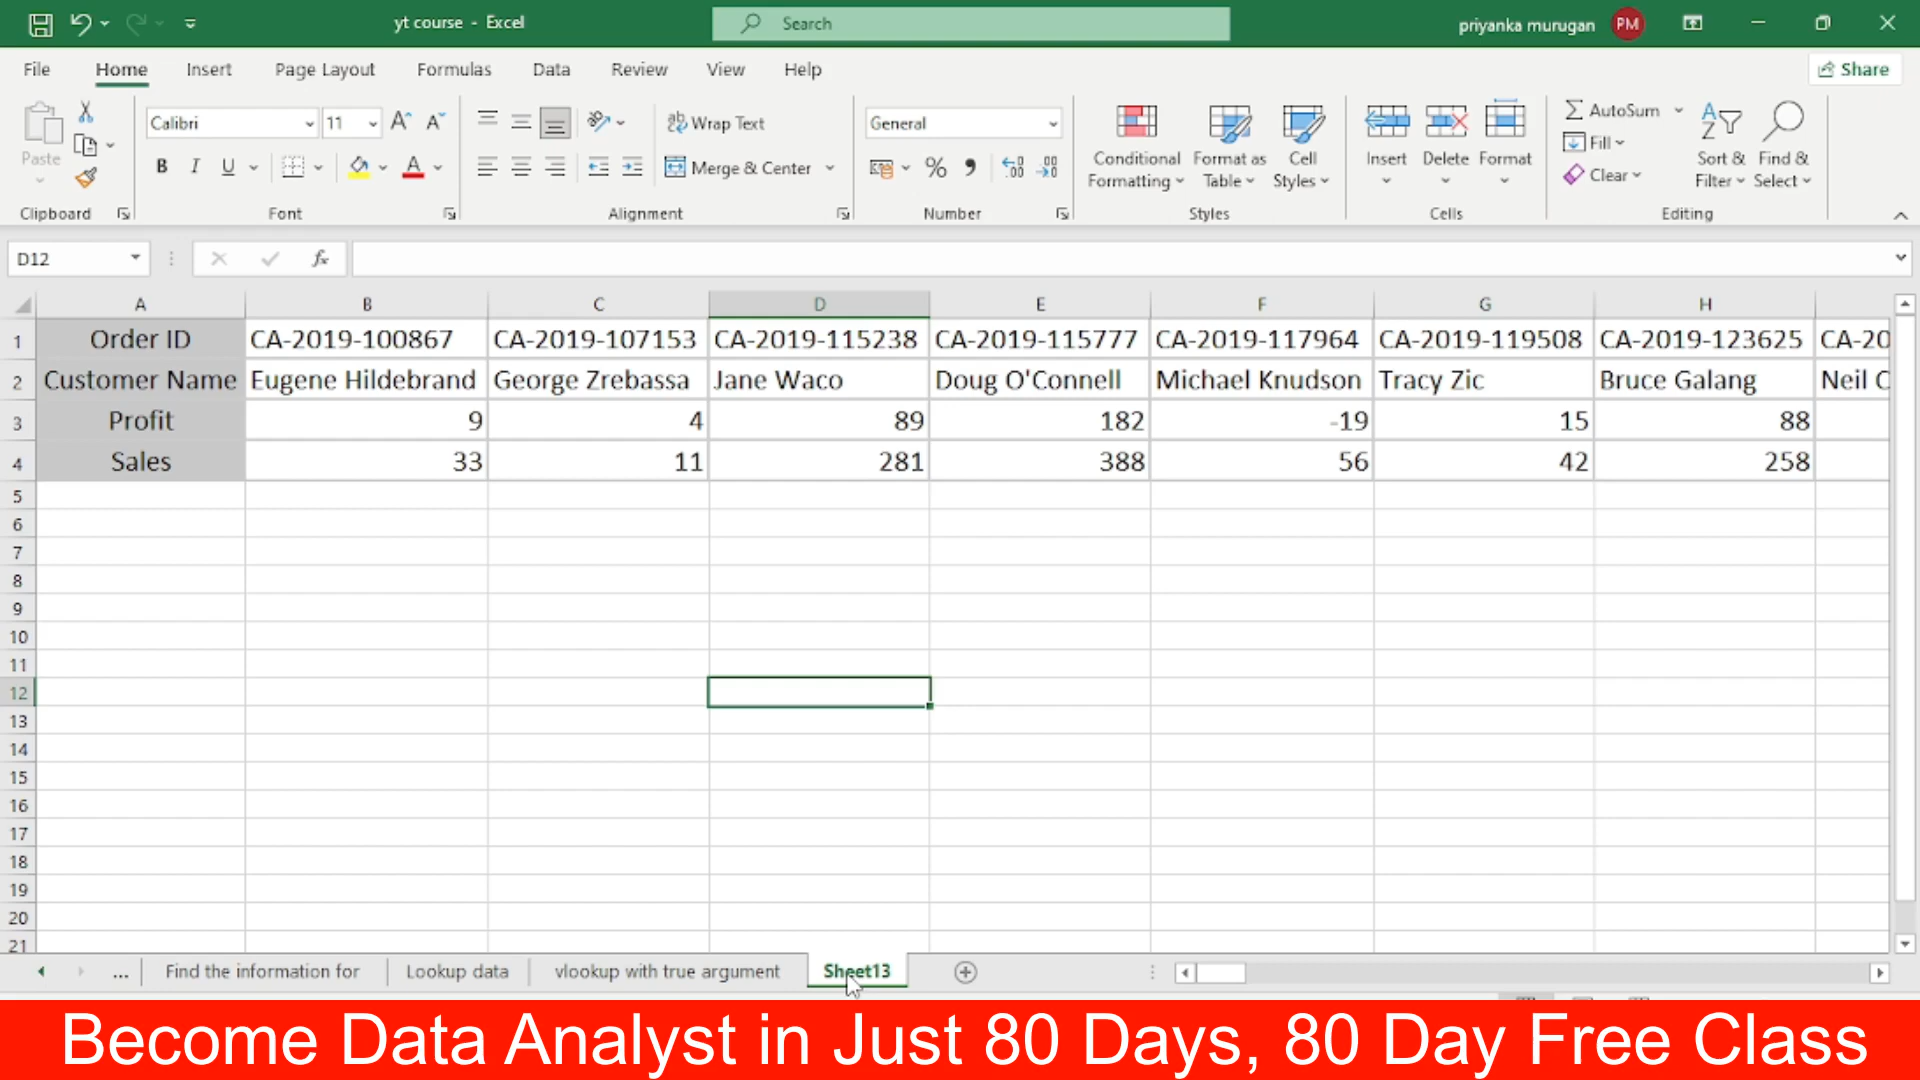 yt course - Excel
Search
priyanka murugan
PM
File Home Insert Page Layout Formulas Data Review View Help
Share
Paste
Calibri 11
B I U
Wrap Text
Merge & Center
General
Conditional Formatting
Format as Table
Cell Styles
Insert Delete Format
AutoSum
Fill
Clear
Sort & Filter
Find & Select
Clipboard Font Alignment Number Styles Cells Editing
D12
fx
A B C D E F G H
1 Order ID CA-2019-100867 CA-2019-107153 CA-2019-115238 CA-2019-115777 CA-2019-117964 CA-2019-119508 CA-2019-123625 CA-20
2 Customer Name Eugene Hildebrand George Zrebassa Jane Waco Doug O'Connell Michael Knudson Tracy Zic Bruce Galang Neil C
3 Profit 9 4 89 182 -19 15 88
4 Sales 33 11 281 388 56 42 258
5
6
7
8
9
10
11
12
13
14
15
16
17
18
19
20
21
... Find the information for Lookup data vlookup with true argument Sheet13
Become Data Analyst in Just 80 Days, 80 Day Free Class